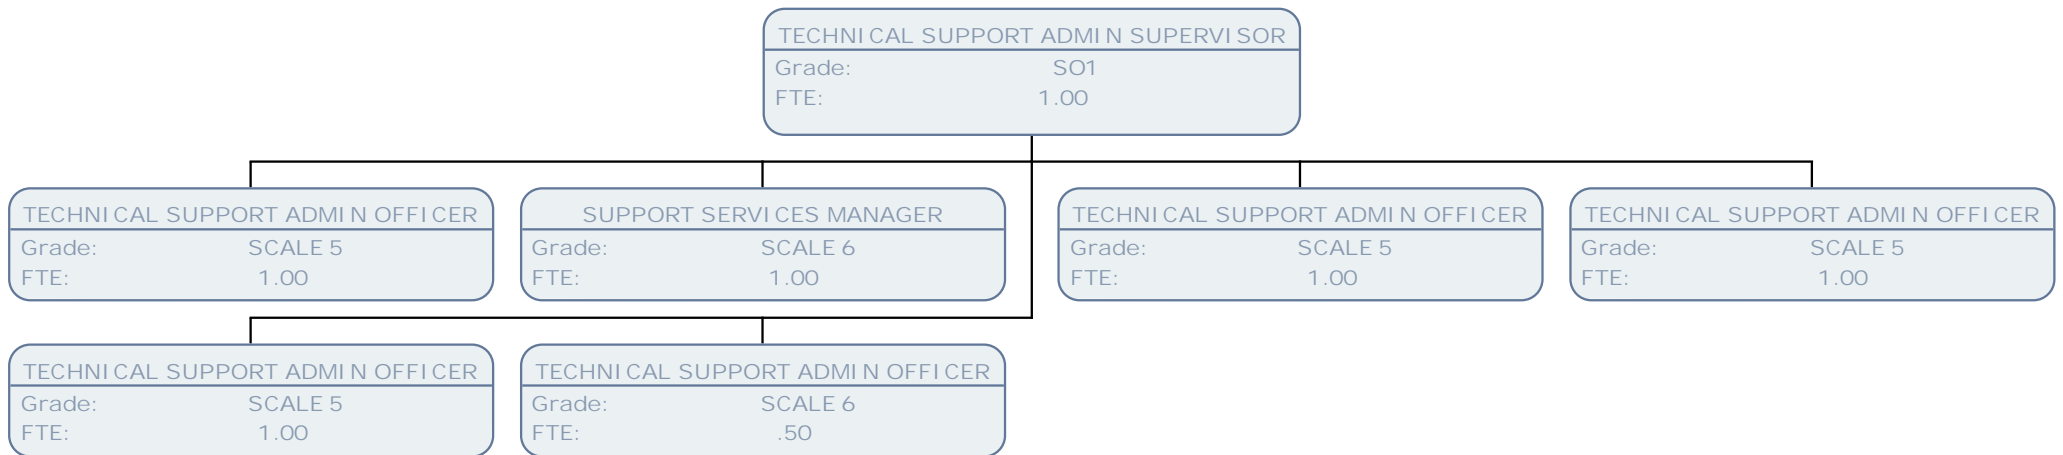 TECHNICAL SUPPORT ADMIN SUPERVISOR
Grade: SO1
FTE: 1.00
TECHNICAL SUPPORT ADMIN OFFICER
Grade: SCALE 5
FTE: 1.00
SUPPORT SERVICES MANAGER
Grade: SCALE 6
FTE: 1.00
TECHNICAL SUPPORT ADMIN OFFICER
Grade: SCALE 5
FTE: 1.00
TECHNICAL SUPPORT ADMIN OFFICER
Grade: SCALE 5
FTE: 1.00
TECHNICAL SUPPORT ADMIN OFFICER
Grade: SCALE 5
FTE: 1.00
TECHNICAL SUPPORT ADMIN OFFICER
Grade: SCALE 6
FTE: .50